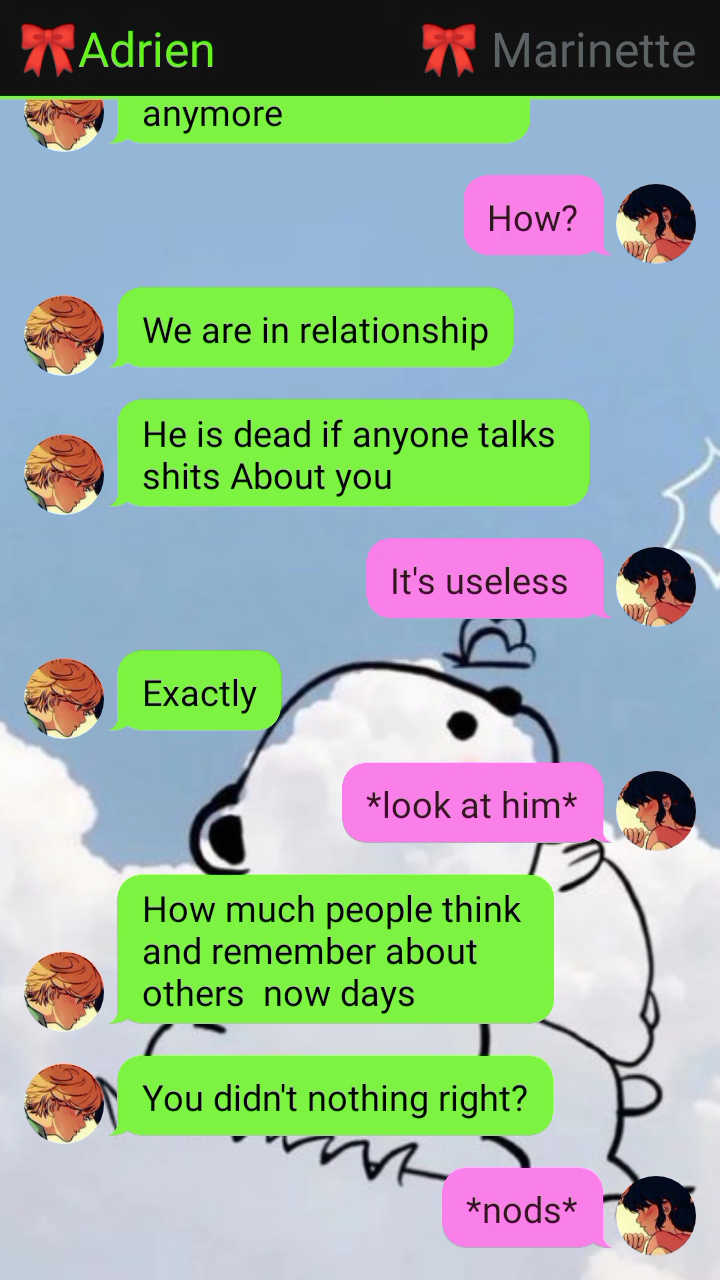 🎀Adrien
🎀 Marinette
anymore
How?
We are in relationship
He is dead if anyone talks
shits About you
It's useless
Exactly
*look at him*
How much people think
and remember about
others  now days
You didn't nothing right?
*nods*